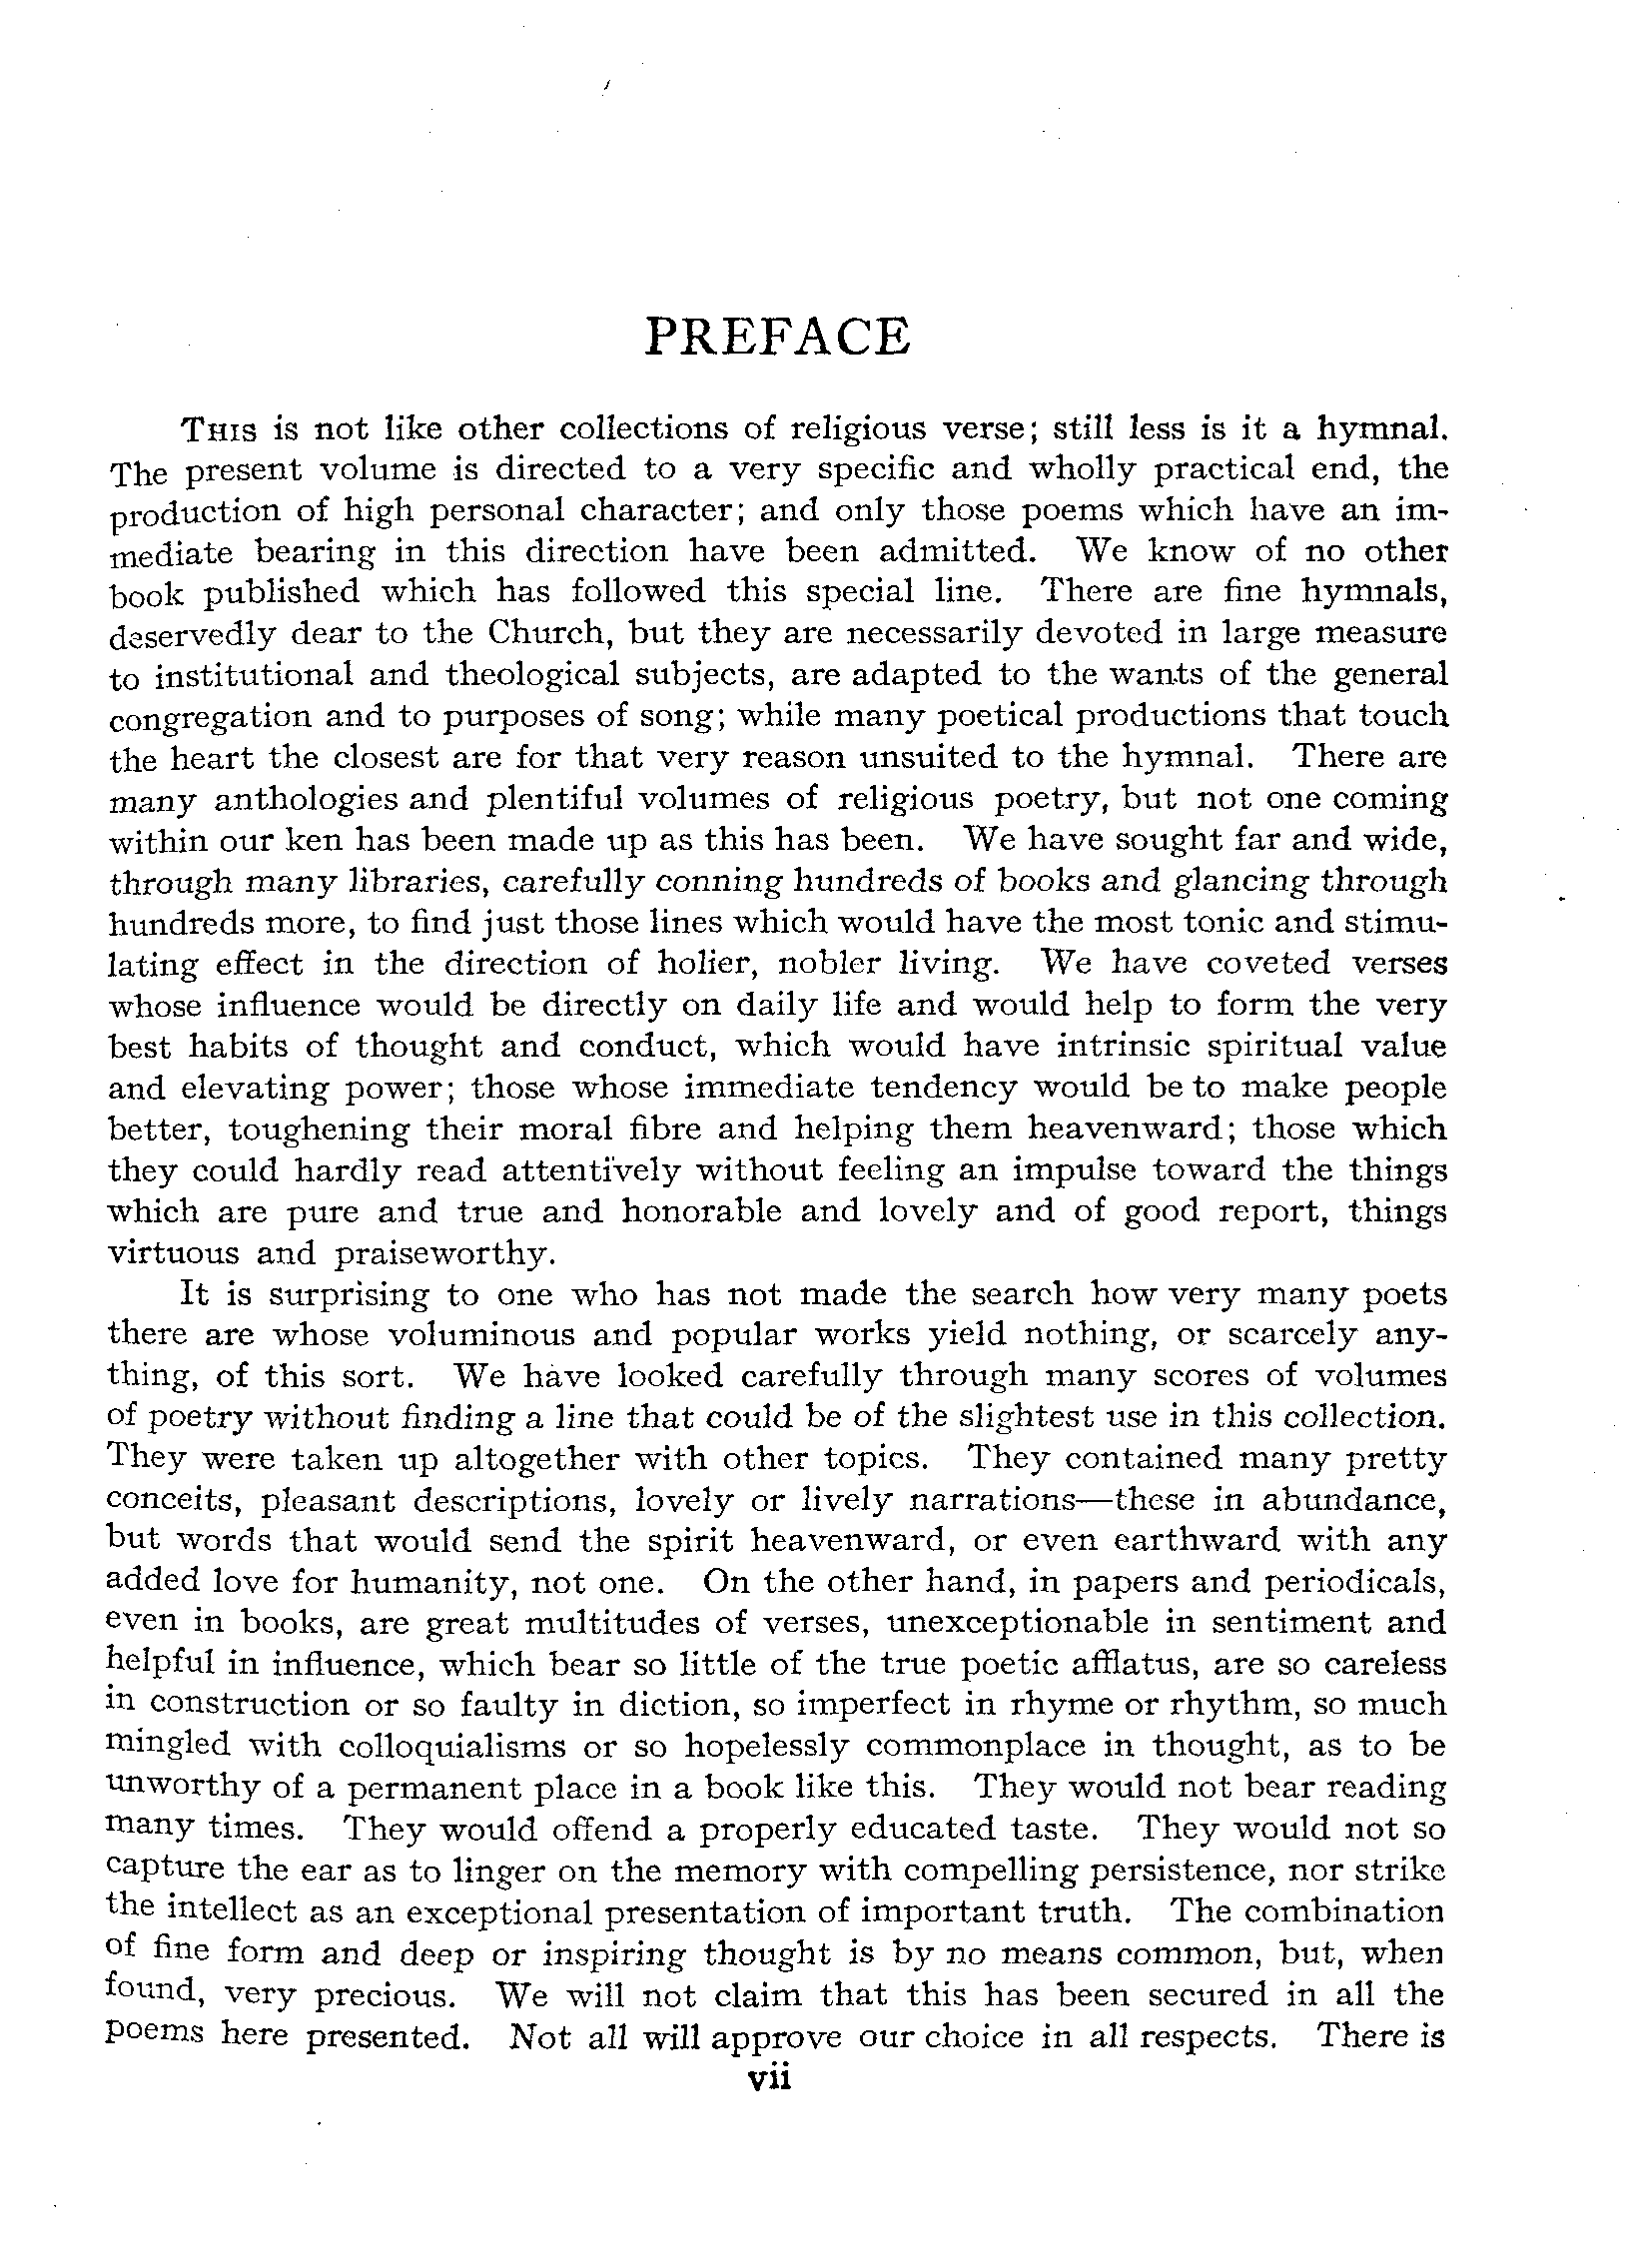 PREFACE
THIS is not like other collections of religious verse; still less is it a hymnal.
The present volume is directed to a very specific and wholly practical end, the
production of high personal character; and only those poems which have an im-
mediate bearing in this direction have been admitted. We know of no other
book published which has followed this special line. There are fine hymnals,
deservedly dear to the Church, but they are necessarily devoted in large measure
to institutional and theological subjects, are adapted to the wants of the general
congregation and to purposes of song; while many poetical productions that touch
the heart the closest are for that very reason unsuited to the hymnal. There are
many anthologies and plentiful volumes of religious poetry, but not one coming
within our ken has been made up as this has been. We have sought far and wide,
through many libraries, carefully conning hundreds of books and glancing through
hundreds more, to find just those lines which would have the most tonic and stimu-
lating effect in the direction of holier, nobler living. We have coveted verses
whose influence would be directly on daily life and would help to form the very
best habits of thought and conduct, which would have intrinsic spiritual value
and elevating power; those whose immediate tendency would be to make people
better, toughening their moral fibre and helping them heavenward; those which
they could hardly read attentively without feeling an impulse toward the things
which are pure and true and honorable and lovely and of good report, things
virtuous and praiseworthy.
It is surprising to one who has not made the search how very many poets
there are whose voluminous and popular works yield nothing, or scarcely any-
thing, of this sort. We have looked carefully through many scores of volumes
of poetry without finding a line that could be of the slightest use in this collection.
They were taken up altogether with other topics. They contained many pretty
conceits, pleasant descriptions, lovely or lively narrations—these in abundance,
but words that would send the spirit heavenward, or even earthward with any
added love for humanity, not one. On the other hand, in papers and periodicals,
even in books, are great multitudes of verses, unexceptionable in sentiment and
helpful in influence, which bear so little of the true poetic afflatus, are so careless
in construction or so faulty in diction, so imperfect in rhyme or rhythm, so much
mingled with colloquialisms or so hopelessly commonplace in thought, as to be
unworthy of a permanent place in a book like this. They would not bear reading
many times. They would offend a properly educated taste. They would not so
capture the ear as to linger on the memory with compelling persistence, nor strike
the intellect as an exceptional presentation of important truth. The combination
of fine form and deep or inspiring thought is by no means common, but, when
found, very precious. We will not claim that this has been secured in all the
poems here presented. Not all will approve our choice in all respects. There is
vii